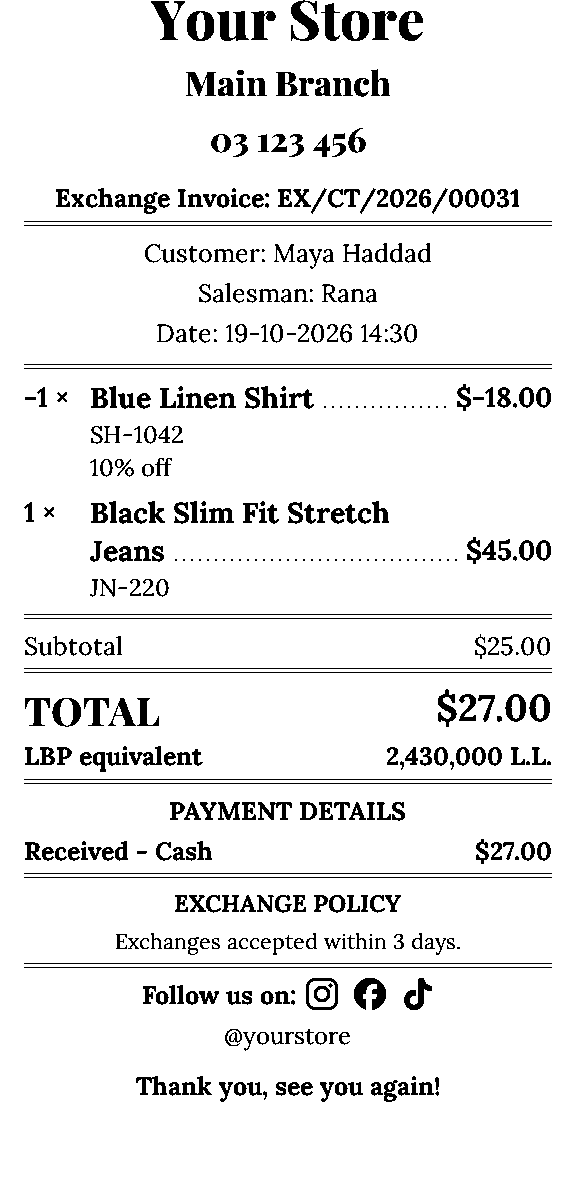 Your Store
Main Branch
03 123 456
Exchange Invoice: EX/CT/2026/00031
Customer: Maya Haddad
Salesman: Rana
Date: 19-10-2026 14:30
-1 × Blue Linen Shirt ................ $-18.00
SH-1042
10% off
1 × Black Slim Fit Stretch
Jeans .................................... $45.00
JN-220
Subtotal $25.00
TOTAL $27.00
LBP equivalent 2,430,000 L.L.
PAYMENT DETAILS
Received - Cash $27.00
EXCHANGE POLICY
Exchanges accepted within 3 days.
Follow us on:
@yourstore
Thank you, see you again!